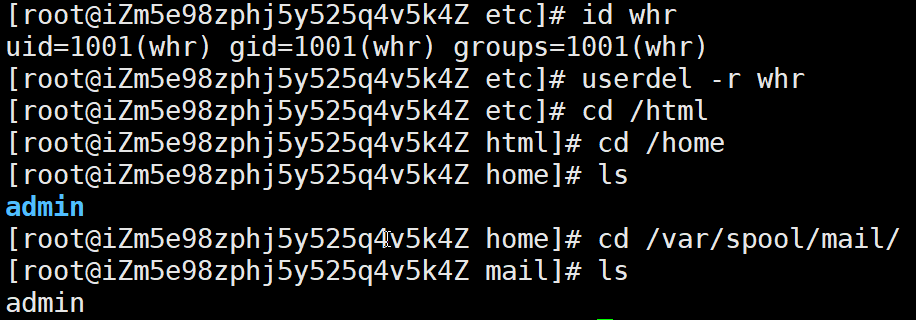 [root@iZm5e98zphj5y525q4v5k4Z etc]# id whr
uid=1001(whr) gid=1001(whr) groups=1001(whr)
[root@iZm5e98zphj5y525q4v5k4Z etc]# userdel -r whr
[root@iZm5e98zphj5y525q4v5k4Z etc]# cd /html
[root@iZm5e98zphj5y525q4v5k4Z html]# cd /home
[root@iZm5e98zphj5y525q4v5k4Z home]# ls
admin
[root@iZm5e98zphj5y525q4v5k4Z home]# cd /var/spool/mail/
[root@iZm5e98zphj5y525q4v5k4Z mail]# ls
admin